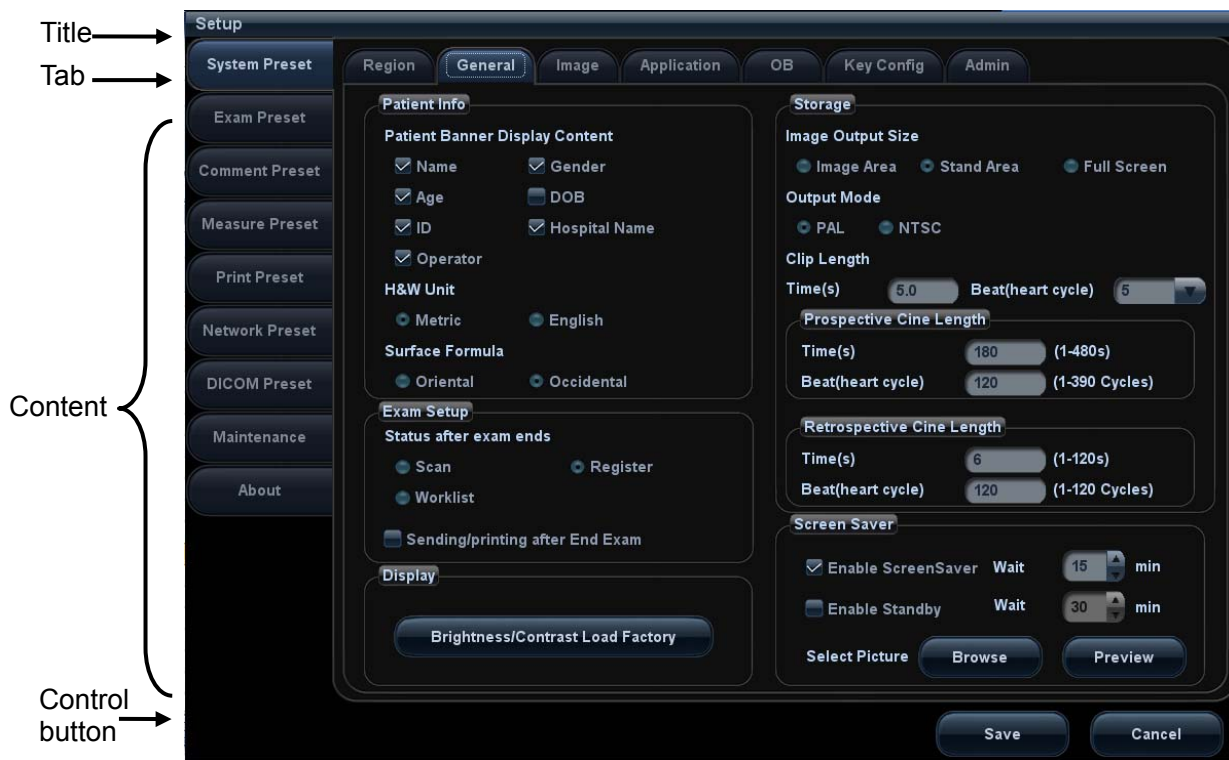 Title
Tab
Content
Control
button
Setup
System Preset
Exam Preset
Comment Preset
Measure Preset
Print Preset
Network Preset
DICOM Preset
Maintenance
About
Region General Image Application OB Key Config Admin
Patient Info
Patient Banner Display Content
Name Gender
Age DOB
ID Hospital Name
Operator
H&W Unit
Metric English
Surface Formula
Oriental Occidental
Exam Setup
Status after exam ends
Scan Register
Worklist
Sending/printing after End Exam
Display
Brightness/Contrast Load Factory
Storage
Image Output Size
Image Area Stand Area Full Screen
Output Mode
PAL NTSC
Clip Length
Time(s) 5.0 Beat(heart cycle) 5
Prospective Cine Length
Time(s) 180 (1-480s)
Beat(heart cycle) 120 (1-390 Cycles)
Retrospective Cine Length
Time(s) 6 (1-120s)
Beat(heart cycle) 120 (1-120 Cycles)
Screen Saver
Enable ScreenSaver Wait 15 min
Enable Standby Wait 30 min
Select Picture Browse Preview
Save Cancel